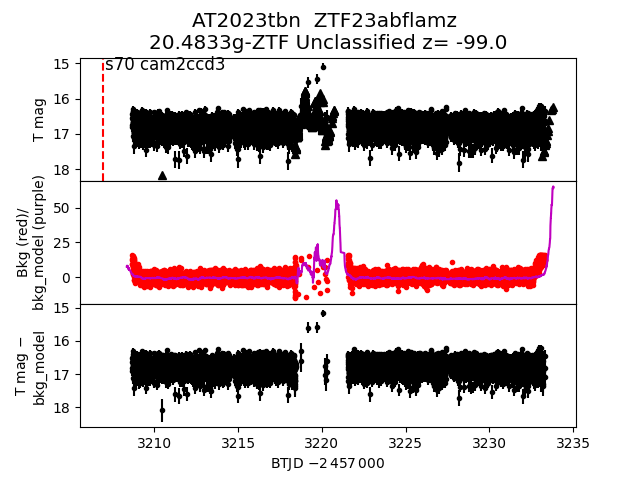 AT2023tbn  ZTF23abflamz
20.4833g-ZTF Unclassified z= -99.0
s70 cam2ccd3
15
16
17
18
T mag
50
25
0
Bkg (red)/
bkg_model (purple)
15
16
17
18
T mag −
bkg_model
3210 3215 3220 3225 3230 3235
BTJD −2 457 000